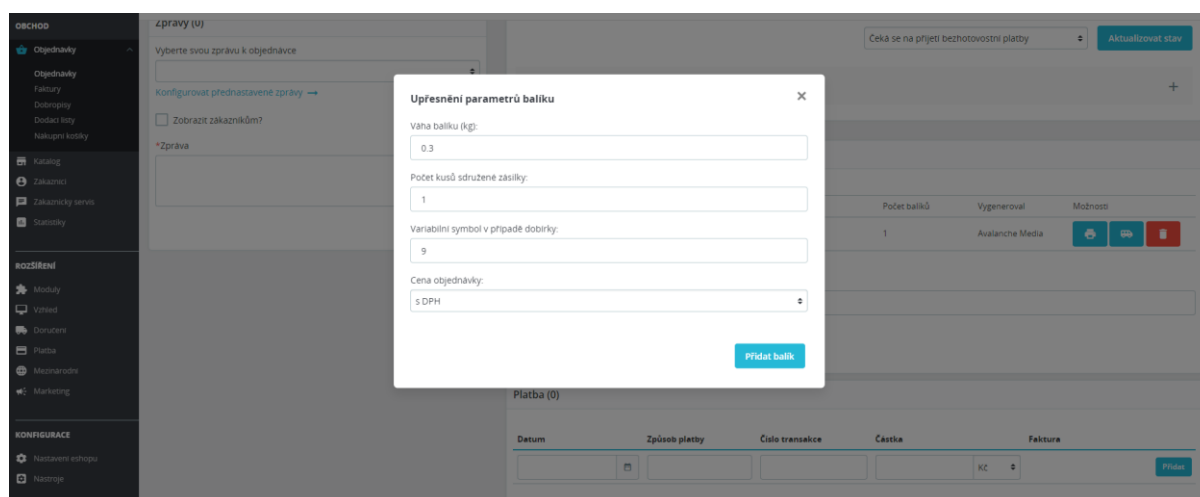 OBCHOD
Objednávky
Objednávky
Faktury
Dobropisy
Dodací listy
Nákupní košíky
Katalog
Zákazníci
Zákaznický servis
Statistiky
ROZŠÍŘENÍ
Moduly
Vzhled
Doručení
Platba
Mezinárodní
Marketing
KONFIGURACE
Nastavení eshopu
Nástroje
Zprávy (0)
Vyberte svou zprávu k objednávce
Konfigurovat přednastavené zprávy →
Zobrazit zákazníkům?
*Zpráva
Čeká se na přijetí bezhotovostní platby
Aktualizovat stav
+
Upřesnění parametrů balíku
×
Váha balíku (kg):
0.3
Počet kusů sdružené zásilky:
1
Variabilní symbol v případě dobírky:
9
Cena objednávky:
s DPH
Přidat balík
Počet balíků Vygeneroval Možnosti
1 Avalanche Media
Platba (0)
Datum Způsob platby Číslo transakce Částka Faktura
Kč
Přidat